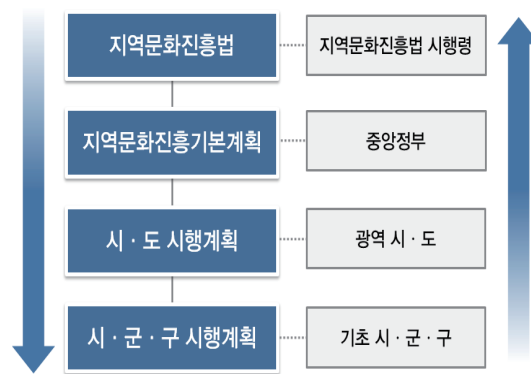 지역문화진흥법
지역문화진흥법 시행령
지역문화진흥기본계획
중앙정부
시 · 도 시행계획
광역 시 · 도
시 · 군 · 구 시행계획
기초 시 · 군 · 구